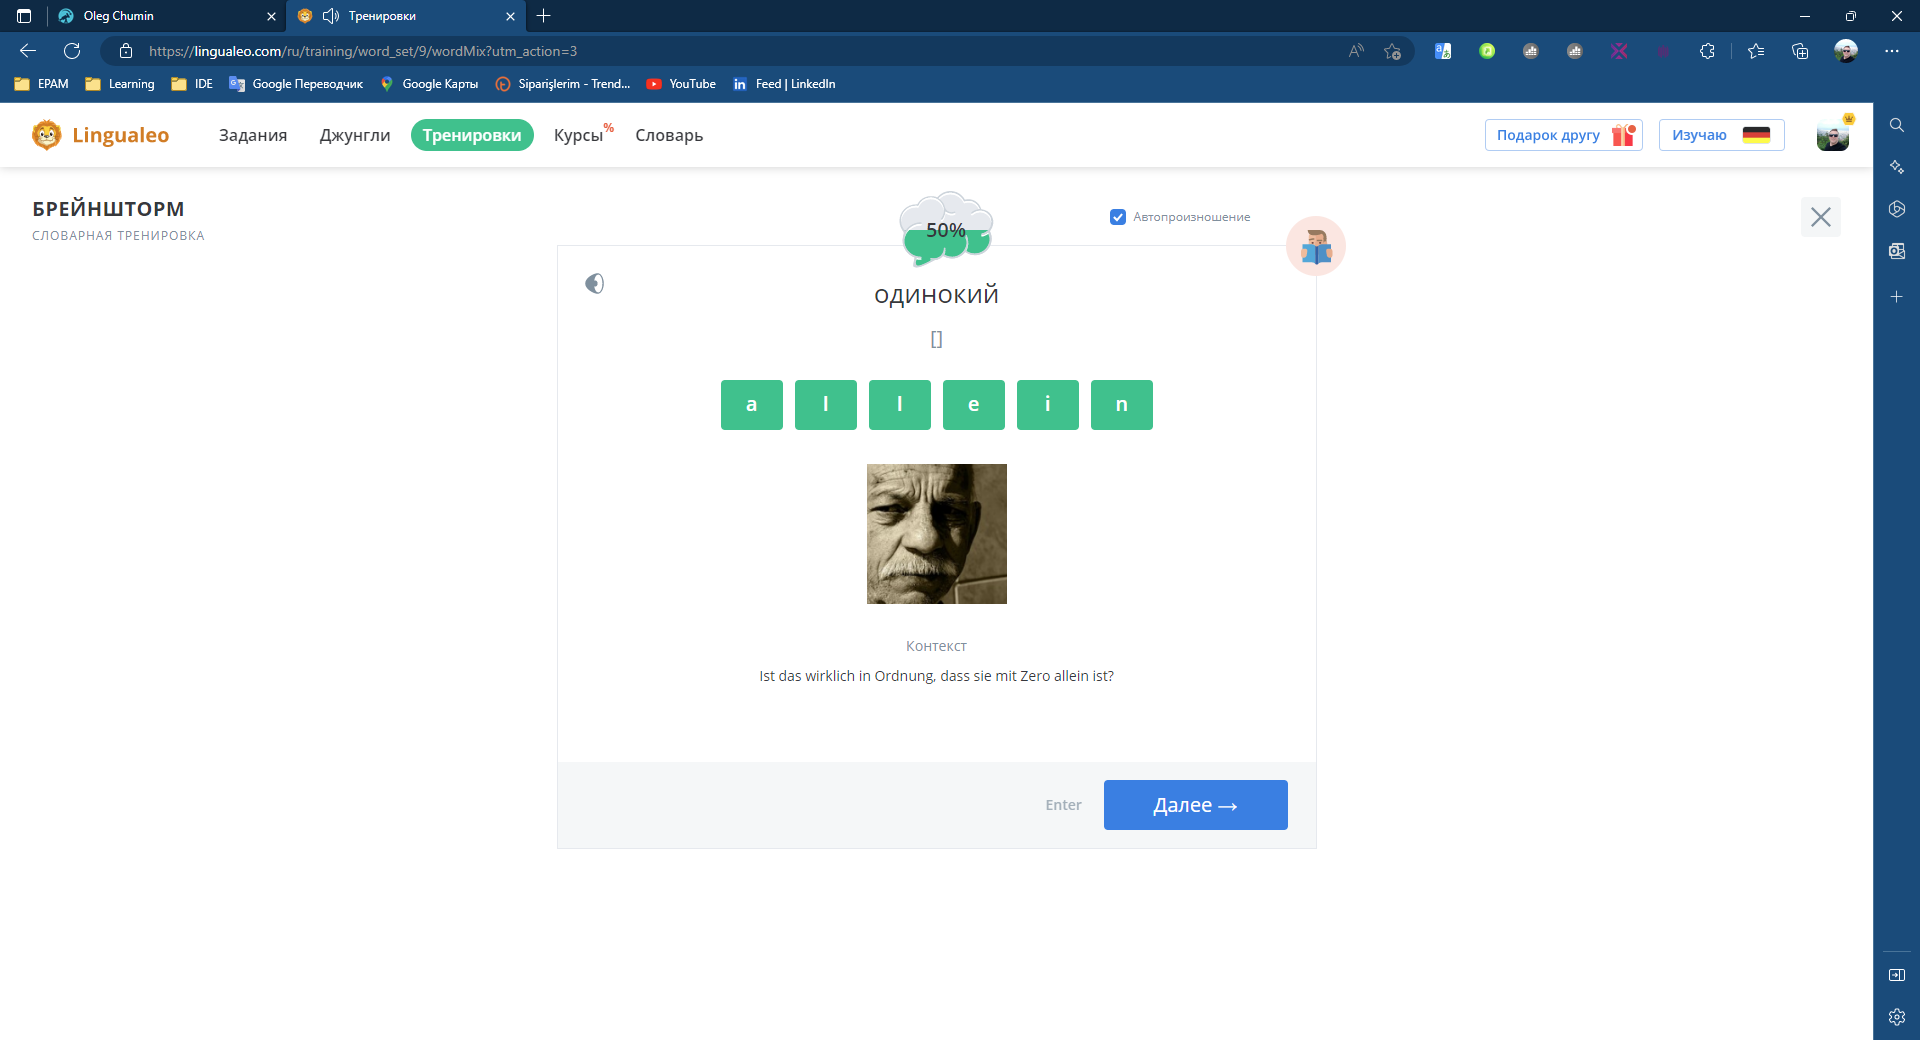 Oleg Chumin
Тренировки
https://lingualeo.com/ru/training/word_set/9/wordMix?utm_action=3
EPAM
Learning
IDE
Google Переводчик
Google Карты
Siparişlerim - Trend...
YouTube
Feed | LinkedIn
Lingualeo
Задания
Джунгли
Тренировки
Курсы%
Словарь
Подарок другу
Изучаю
БРЕЙНШТОРМ
СЛОВАРНАЯ ТРЕНИРОВКА
50%
Автопроизношение
одинокий
[]
a l l e i n
Контекст
Ist das wirklich in Ordnung, dass sie mit Zero allein ist?
Enter
Далее →